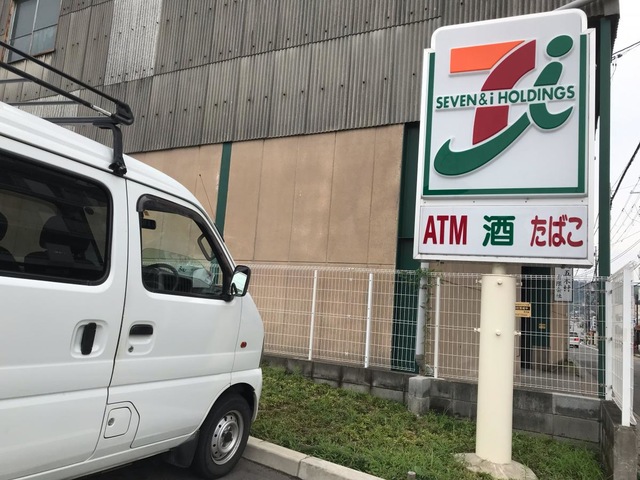 SEVEN & i HOLDINGS
ATM 酒 たばこ